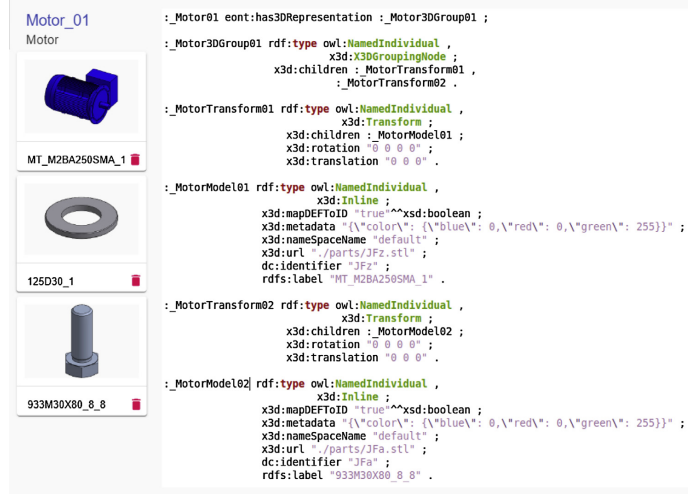 Motor_01
Motor
MT_M2BA250SMA_1
125D30_1
933M30X80_8_8
:_Motor01 eont:has3DRepresentation :_Motor3DGroup01 ;
:_Motor3DGroup01 rdf:type owl:NamedIndividual ,
x3d:X3DGroupingNode ;
x3d:children :_MotorTransform01 ,
:_MotorTransform02 .
:_MotorTransform01 rdf:type owl:NamedIndividual ,
x3d:Transform ;
x3d:children :_MotorModel01 ;
x3d:rotation "0 0 0 0" ;
x3d:translation "0 0 0" .
:_MotorModel01 rdf:type owl:NamedIndividual ,
x3d:Inline ;
x3d:mapDEFToID "true"^^xsd:boolean ;
x3d:metadata "{\"color\": {\"blue\": 0,\"red\": 0,\"green\": 255}}" ;
x3d:nameSpaceName "default" ;
x3d:url "./parts/JFz.stl" ;
dc:identifier "JFz" ;
rdfs:label "MT_M2BA250SMA_1" .
:_MotorTransform02 rdf:type owl:NamedIndividual ,
x3d:Transform ;
x3d:children :_MotorModel02 ;
x3d:rotation "0 0 0 0" ;
x3d:translation "0 0 0" .
:_MotorModel02 rdf:type owl:NamedIndividual ,
x3d:Inline ;
x3d:mapDEFToID "true"^^xsd:boolean ;
x3d:metadata "{\"color\": {\"blue\": 0,\"red\": 0,\"green\": 255}}" ;
x3d:nameSpaceName "default" ;
x3d:url "./parts/JFa.stl" ;
dc:identifier "JFa" ;
rdfs:label "933M30X80_8_8" .